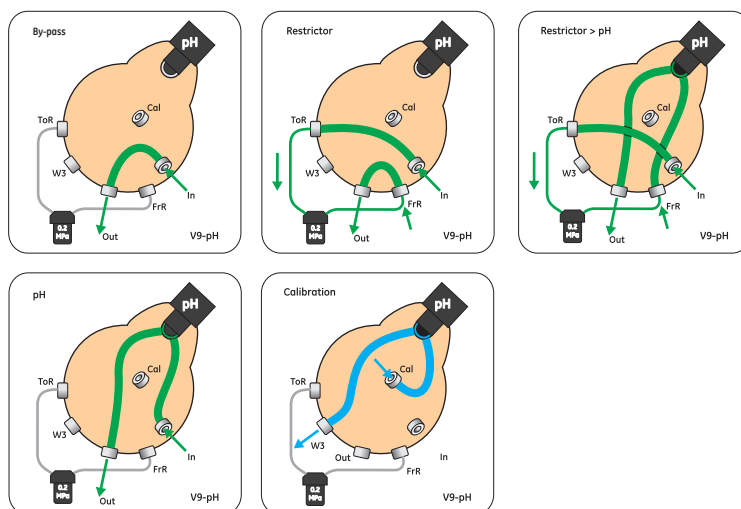 By-pass
pH
Cal
ToR
W3
In
FrR
0.2
MPa
Out
V9-pH
Restrictor
pH
Cal
ToR
W3
In
FrR
0.2
MPa
Out
V9-pH
Restrictor > pH
pH
Cal
ToR
W3
In
FrR
0.2
MPa
Out
V9-pH
pH
pH
Cal
ToR
W3
In
FrR
0.2
MPa
Out
V9-pH
Calibration
pH
Cal
ToR
W3
Out
In
FrR
0.2
MPa
V9-pH